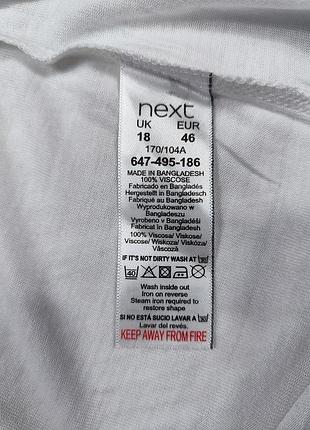 next
UK EUR
18 46
170/104A
647-495-186
MADE IN BANGLADESH
100% VISCOSE
Fabricado en Bangladés
Hergestellt in Bangladesch
Fabriqué au Bangladesh
Wyprodukowano w
Vyrobeno v Bangladéši
Fabricat în Bangladesh
100% Viscosa/ Viskose/
Viscose/ Wiskoza/ Viskóza/
Vâscoză
IF IT'S NOT DIRTY WASH AT 30
40
Wash inside out
Iron on reverse
Steam iron required to
restore shape
SI NO ESTÁ SUCIO LAVAR A 30
Lavar del revés.
KEEP AWAY FROM FIRE